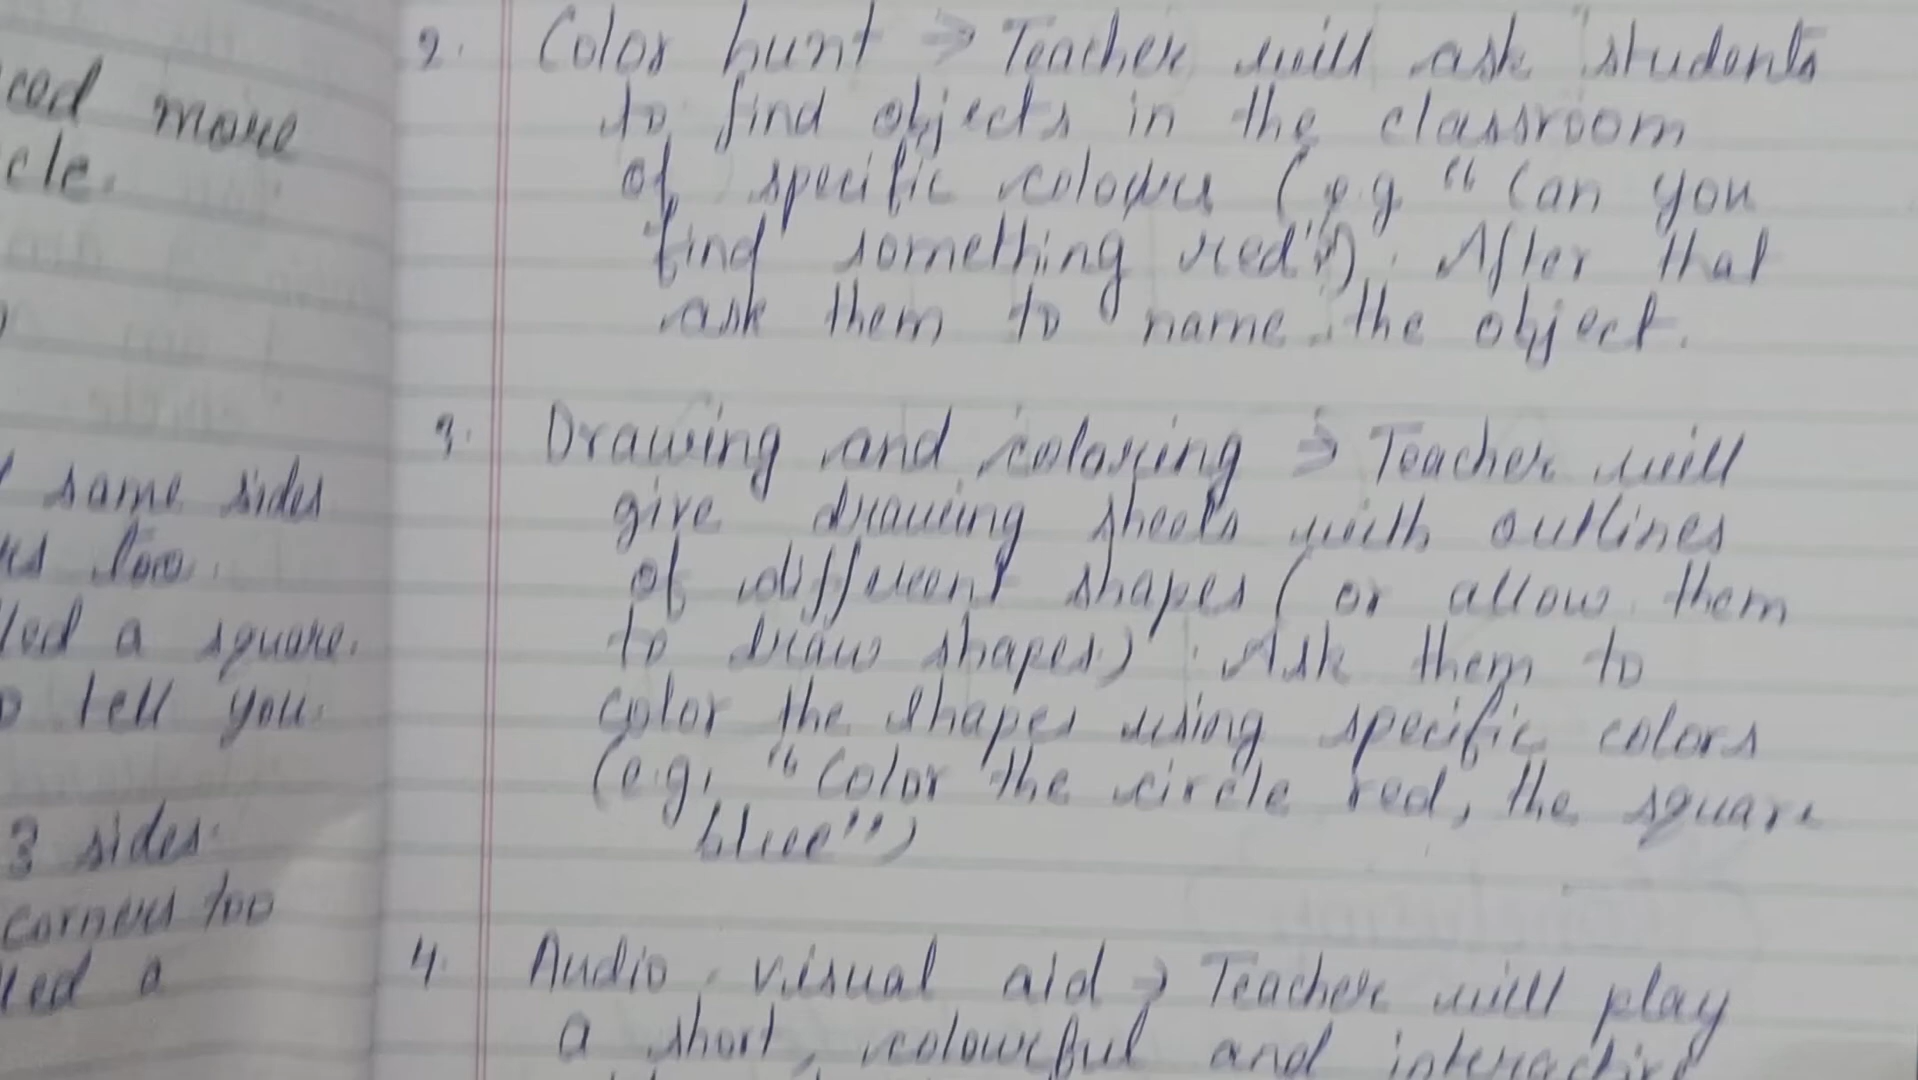 ced more
cle.
same sides
too.
led a square.
tell you.
3 sides.
corners too
led a
2. Color hunt ⇒ Teacher will ask students
to find objects in the classroom
of specific colours (e.g. "Can you
find something red"?). After that
ask them to name the object.
3. Drawing and coloring ⇒ Teacher will
give drawing sheets with outlines
of different shapes (or allow them
to draw shapes). Ask them to
color the shapes using specific colors
(e.g., "Color the circle red, the square
blue")
4. Audio visual aid → Teacher will play
a short, colourful and interactive